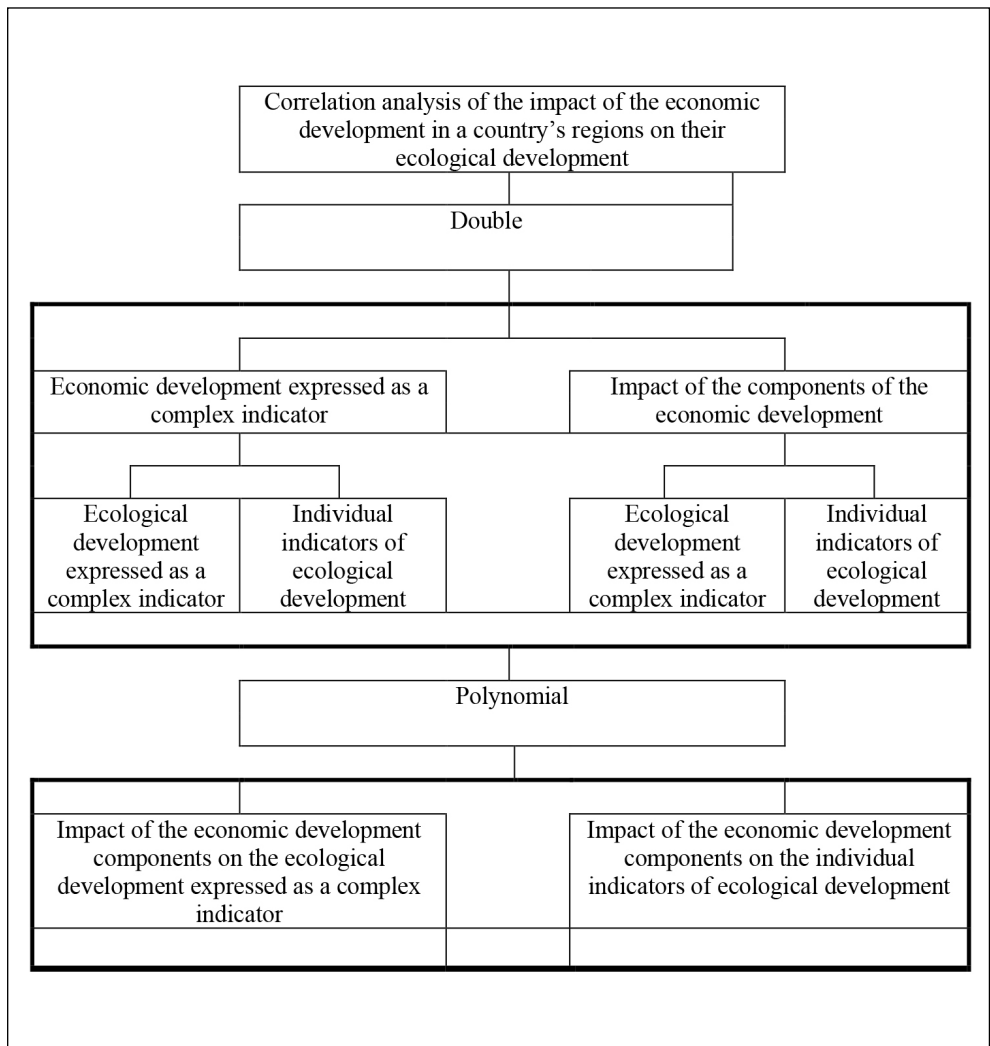 Correlation analysis of the impact of the economic
development in a country’s regions on their
ecological development
Double
Economic development expressed as a
complex indicator
Impact of the components of the
economic development
Ecological
development
expressed as a
complex indicator
Individual
indicators of
ecological
development
Ecological
development
expressed as a
complex indicator
Individual
indicators of
ecological
development
Polynomial
Impact of the economic development
components on the ecological
development expressed as a complex
indicator
Impact of the economic development
components on the individual
indicators of ecological development